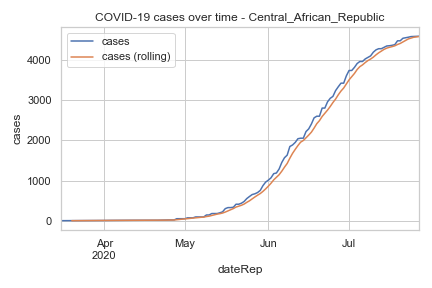 COVID-19 cases over time - Central_African_Republic
cases
cases (rolling)
cases
4000
3000
2000
1000
0
Apr
2020
May
Jun
Jul
dateRep